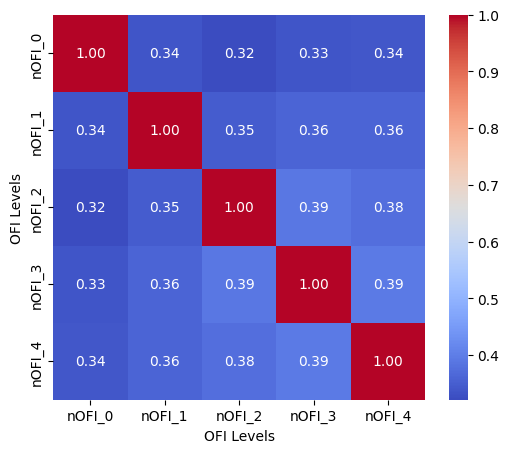 nOFI_0 1.00 0.34 0.32 0.33 0.34
nOFI_1 0.34 1.00 0.35 0.36 0.36
nOFI_2 0.32 0.35 1.00 0.39 0.38
nOFI_3 0.33 0.36 0.39 1.00 0.39
nOFI_4 0.34 0.36 0.38 0.39 1.00
nOFI_0 nOFI_1 nOFI_2 nOFI_3 nOFI_4
OFI Levels
OFI Levels
1.0
0.9
0.8
0.7
0.6
0.5
0.4